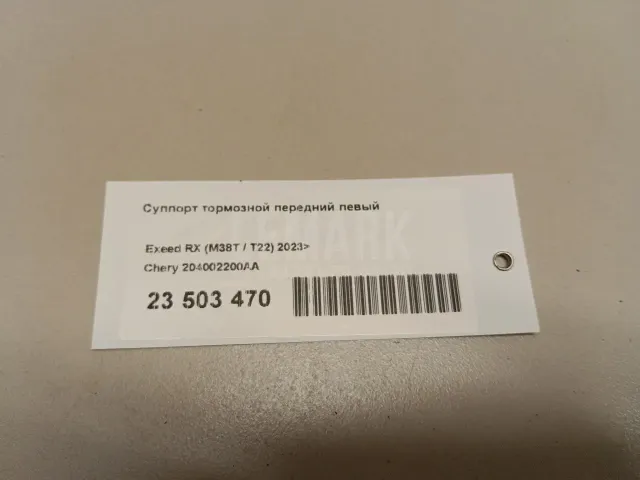 Суппорт тормозной передний левый
Exeed RX (M38T / T22) 2023>
Chery 204002200AA
23 503 470